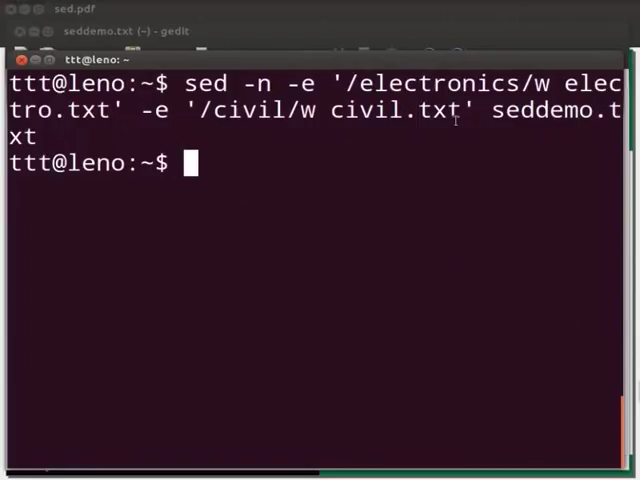 sed.pdf
seddemo.txt (~) - gedit
ttt@leno: ~
ttt@leno:~$ sed -n -e '/electronics/w elec
tro.txt' -e '/civil/w civil.txt' seddemo.t
xt
ttt@leno:~$